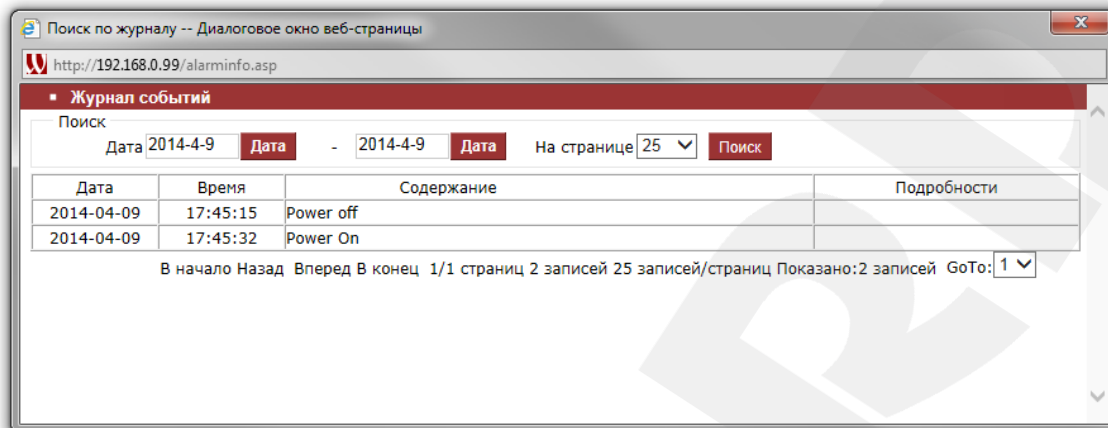 Поиск по журналу -- Диалоговое окно веб-страницы
http://192.168.0.99/alarminfo.asp
Журнал событий
Поиск
Дата 2014-4-9 Дата - 2014-4-9 Дата На странице 25 Поиск
Дата Время Содержание Подробности
2014-04-09 17:45:15 Power off
2014-04-09 17:45:32 Power On
В начало Назад Вперед В конец 1/1 страниц 2 записей 25 записей/страниц Показано:2 записей GoTo: 1